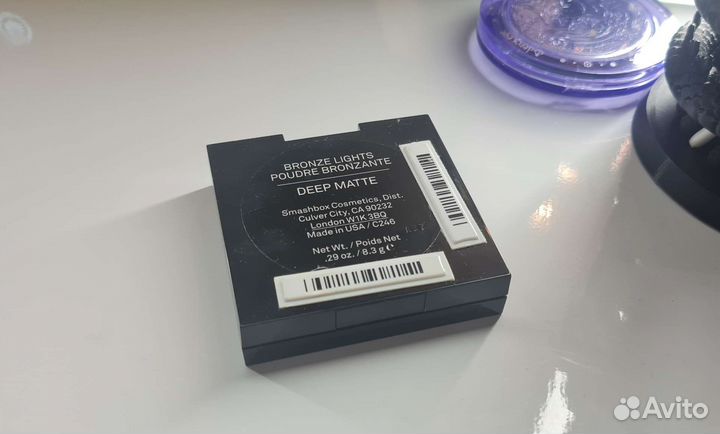 BRONZE LIGHTS
POUDRE BRONZANTE
DEEP MATTE
Smashbox Cosmetics, Dist.
Culver City, CA 90232
London W1K 3BQ
Made in USA / C246
Net Wt. / Poids Net
.29 oz. / 8.3 g ℮
Avito